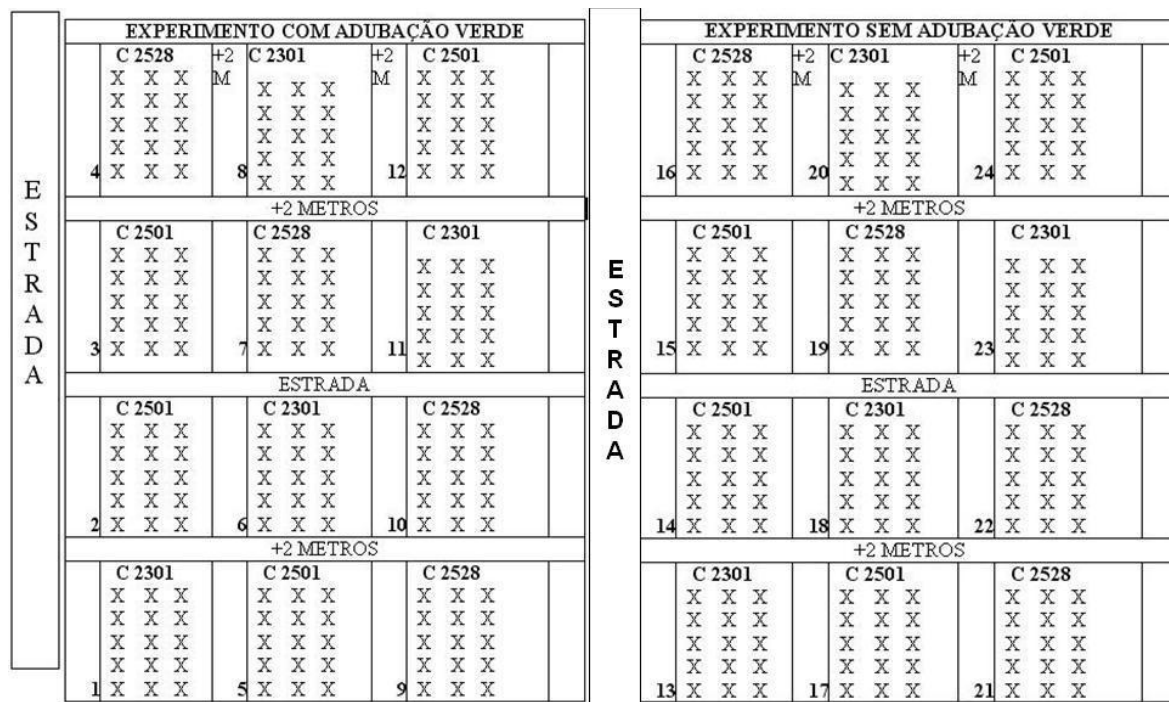 ESTRADA
EXPERIMENTO COM ADUBAÇÃO VERDE
C 2528 +2 M C 2301 +2 M C 2501
X X X X X X X X X
X X X X X X X X X
X X X X X X X X X
X X X X X X X X X
4 X X X 8 X X X 12 X X X
+2 METROS
C 2501 C 2528 C 2301
X X X X X X X X X
X X X X X X X X X
X X X X X X X X X
X X X X X X X X X
3 X X X 7 X X X 11 X X X
ESTRADA
C 2501 C 2301 C 2528
X X X X X X X X X
X X X X X X X X X
X X X X X X X X X
X X X X X X X X X
2 X X X 6 X X X 10 X X X
+2 METROS
C 2301 C 2501 C 2528
X X X X X X X X X
X X X X X X X X X
X X X X X X X X X
X X X X X X X X X
1 X X X 5 X X X 9 X X X
ESTRADA
EXPERIMENTO SEM ADUBAÇÃO VERDE
C 2528 +2 M C 2301 +2 M C 2501
X X X X X X X X X
X X X X X X X X X
X X X X X X X X X
X X X X X X X X X
16 X X X 20 X X X 24 X X X
+2 METROS
C 2501 C 2528 C 2301
X X X X X X X X X
X X X X X X X X X
X X X X X X X X X
X X X X X X X X X
15 X X X 19 X X X 23 X X X
ESTRADA
C 2501 C 2301 C 2528
X X X X X X X X X
X X X X X X X X X
X X X X X X X X X
X X X X X X X X X
14 X X X 18 X X X 22 X X X
+2 METROS
C 2301 C 2501 C 2528
X X X X X X X X X
X X X X X X X X X
X X X X X X X X X
X X X X X X X X X
13 X X X 17 X X X 21 X X X